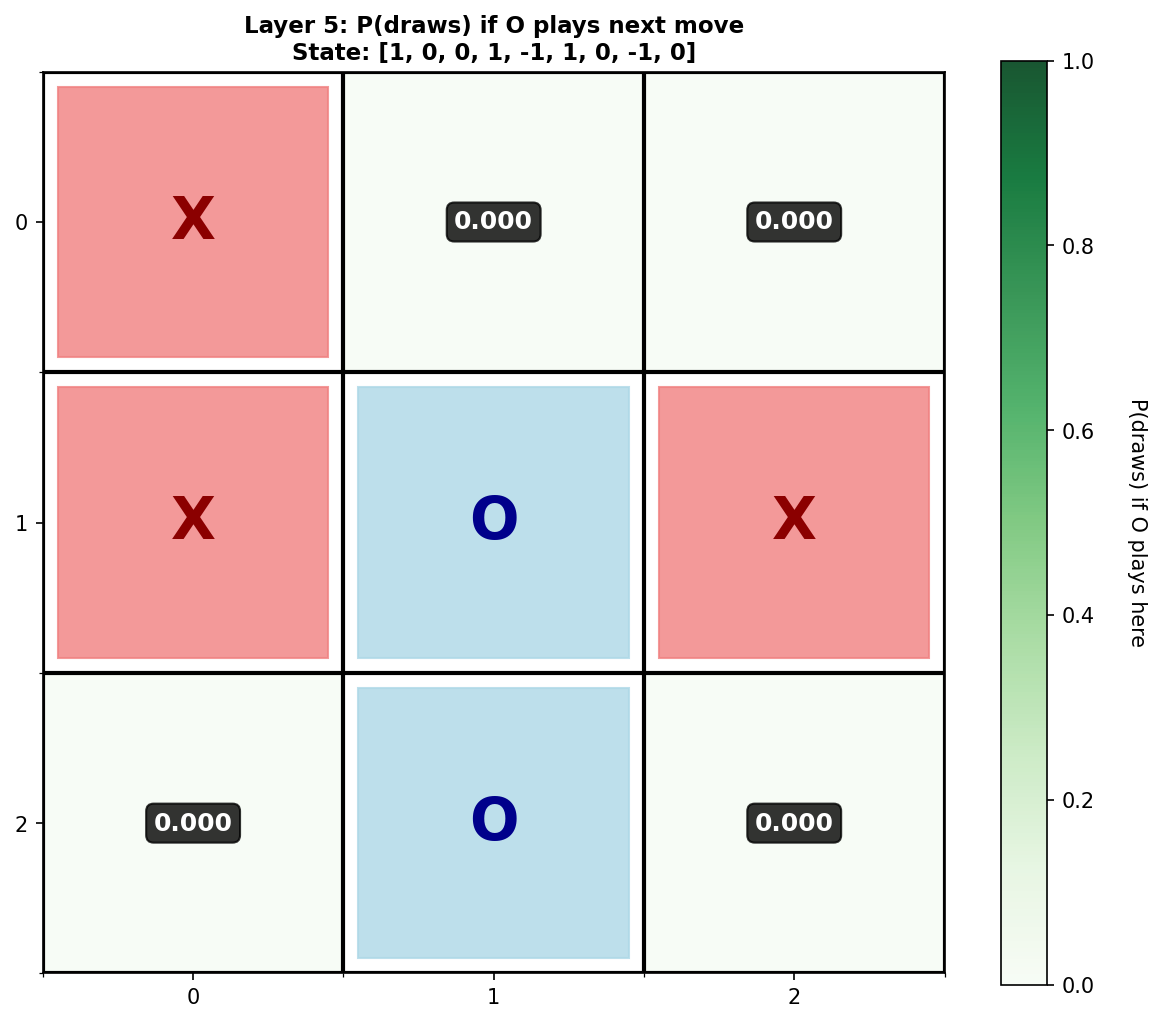 Layer 5: P(draws) if O plays next move
State: [1, 0, 0, 1, -1, 1, 0, -1, 0]
0
X
0.000
0.000
1
X
O
X
2
0.000
O
0.000
0
1
2
1.0
0.8
0.6
0.4
0.2
0.0
P(draws) if O plays here